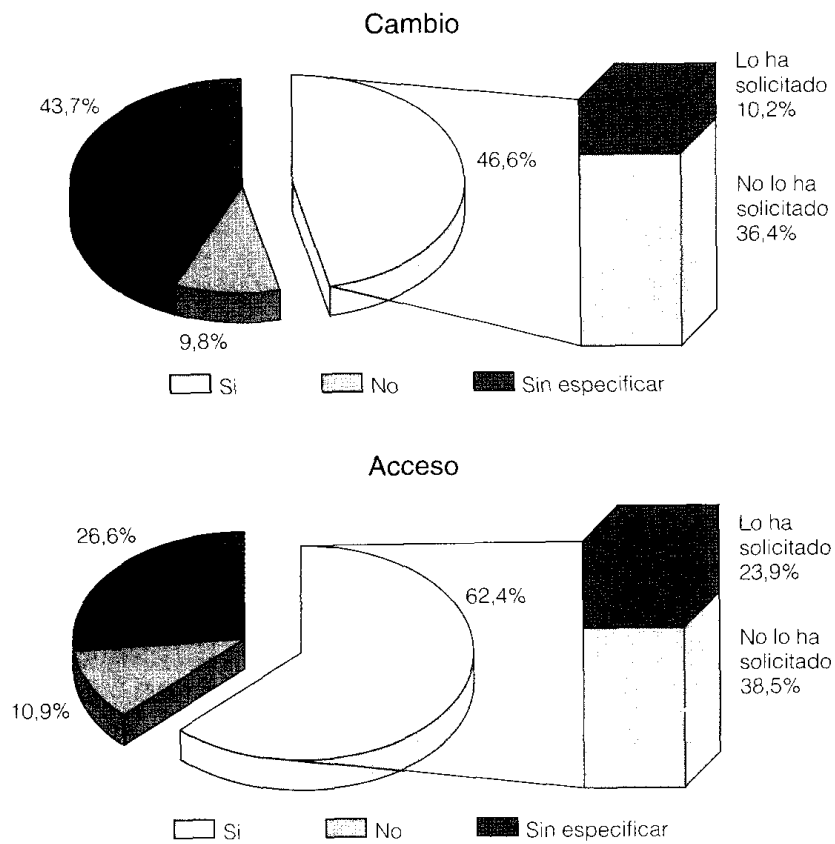 Cambio
43,7%
46,6%
9,8%
Lo ha
solicitado
10,2%
No lo ha
solicitado
36,4%
Si
No
Sin especificar
Acceso
26,6%
62,4%
10,9%
Lo ha
solicitado
23,9%
No lo ha
solicitado
38,5%
Si
No
Sin especificar